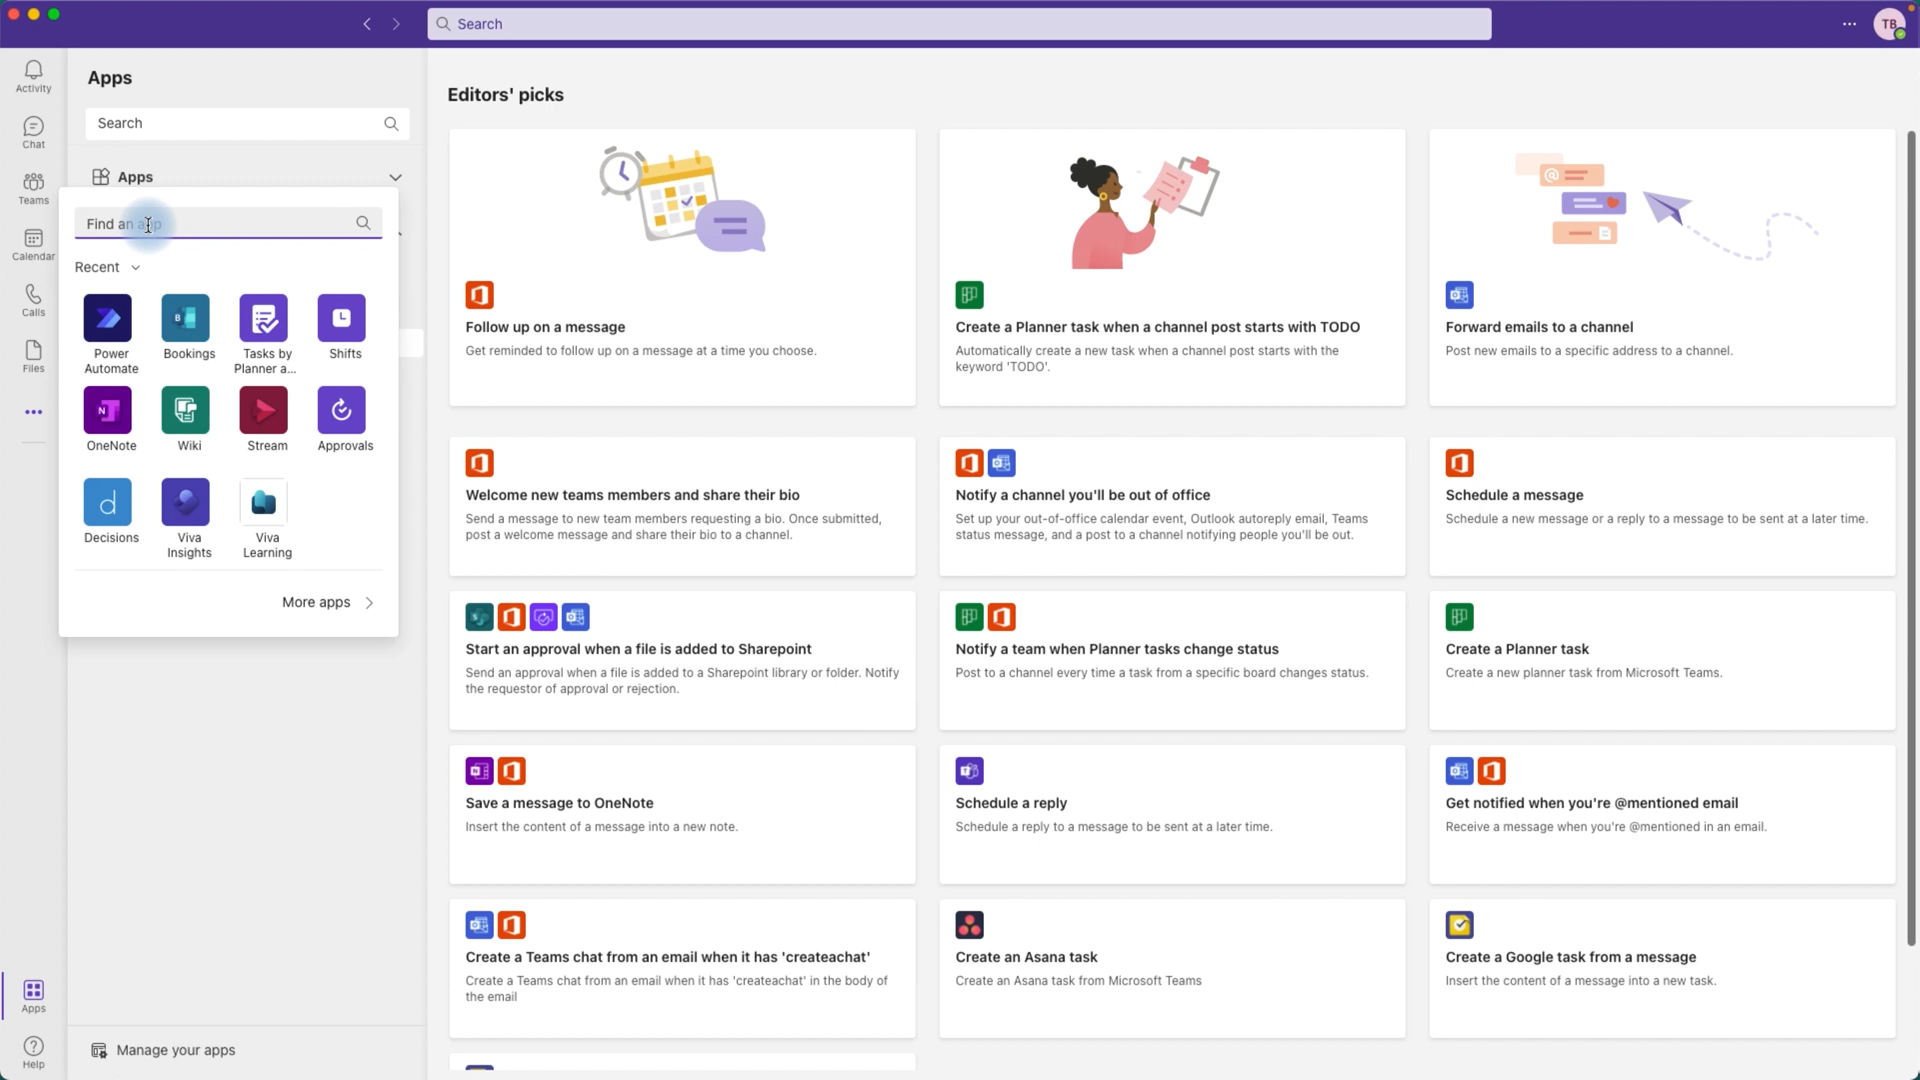 Search
TB
Activity
Chat
Teams
Calendar
Calls
Files
Apps
Help
Apps
Search
Apps
Find an app
Recent
Power
Automate
Bookings
Tasks by
Planner a...
Shifts
OneNote
Wiki
Stream
Approvals
Decisions
Viva
Insights
Viva
Learning
More apps
Manage your apps
Editors' picks
Follow up on a message
Get reminded to follow up on a message at a time you choose.
Create a Planner task when a channel post starts with TODO
Automatically create a new task when a channel post starts with the
keyword 'TODO'.
Forward emails to a channel
Post new emails to a specific address to a channel.
Welcome new teams members and share their bio
Send a message to new team members requesting a bio. Once submitted,
post a welcome message and share their bio to a channel.
Notify a channel you'll be out of office
Set up your out-of-office calendar event, Outlook autoreply email, Teams
status message, and a post to a channel notifying people you'll be out.
Schedule a message
Schedule a new message or a reply to a message to be sent at a later time.
Start an approval when a file is added to Sharepoint
Send an approval when a file is added to a Sharepoint library or folder. Notify
the requestor of approval or rejection.
Notify a team when Planner tasks change status
Post to a channel every time a task from a specific board changes status.
Create a Planner task
Create a new planner task from Microsoft Teams.
Save a message to OneNote
Insert the content of a message into a new note.
Schedule a reply
Schedule a reply to a message to be sent at a later time.
Get notified when you're @mentioned email
Receive a message when you're @mentioned in an email.
Create a Teams chat from an email when it has 'createachat'
Create a Teams chat from an email when it has 'createachat' in the body of
the email
Create an Asana task
Create an Asana task from Microsoft Teams
Create a Google task from a message
Insert the content of a message into a new task.